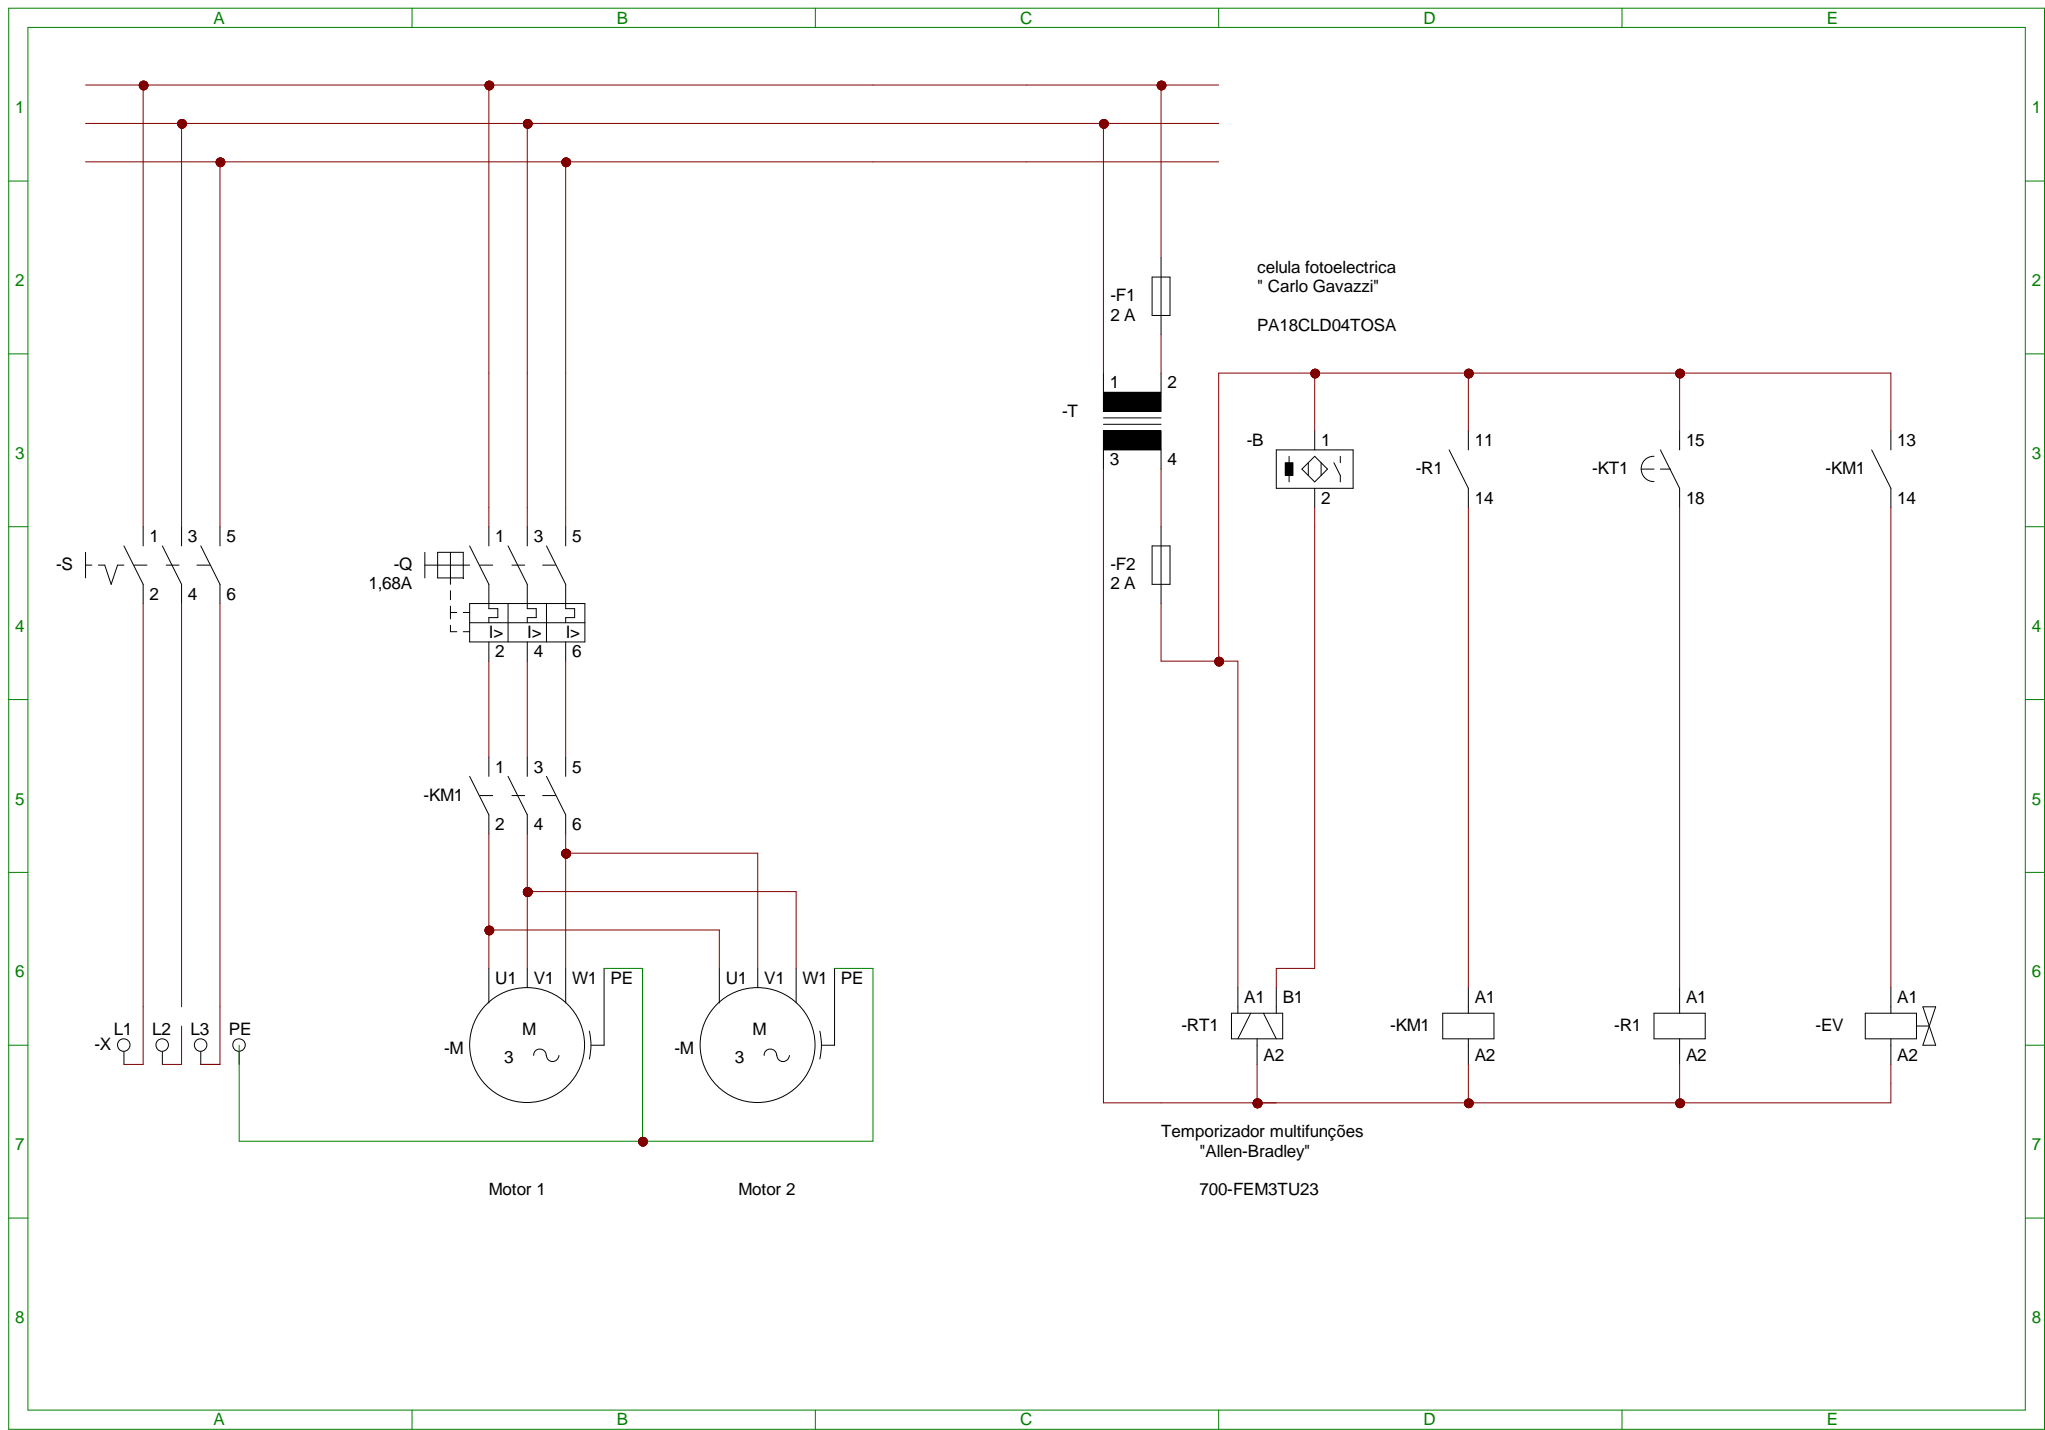 A B C D E
1 1
2 2
celula fotoelectrica
" Carlo Gavazzi"
PA18CLD04TOSA
-F1
2 A
1 2
-T
3 4
3 3
-B 1
2
11
-R1
14
15
-KT1
18
13
-KM1
14
-S
1 3 5
2 4 6
-Q
1,68A
1 3 5
I> I> I>
2 4 6
-F2
2 A
4 4
-KM1
1 3 5
2 4 6
5 5
6 6
U1 V1 W1 PE
U1 V1 W1 PE
-X
L1 L2 L3 PE
-M
M
3
-M
M
3
A1 B1
-RT1
A2
A1
-KM1
A2
A1
-R1
A2
A1
-EV
A2
7 7
Temporizador multifunções
"Allen-Bradley"
700-FEM3TU23
Motor 1
Motor 2
8 8
A B C D E